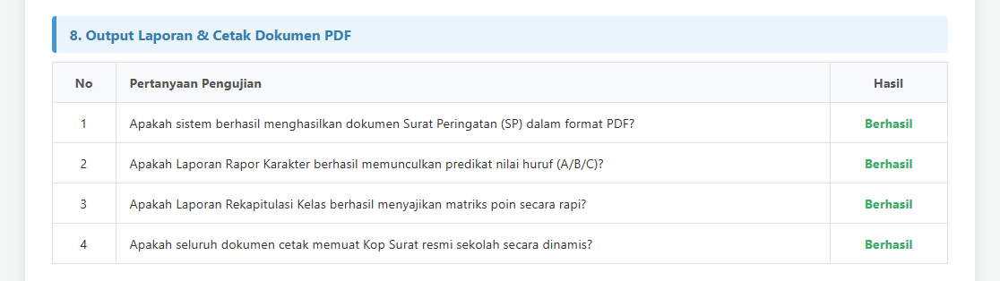 8. Output Laporan & Cetak Dokumen PDF
No Pertanyaan Pengujian Hasil
1 Apakah sistem berhasil menghasilkan dokumen Surat Peringatan (SP) dalam format PDF? Berhasil
2 Apakah Laporan Rapor Karakter berhasil memunculkan predikat nilai huruf (A/B/C)? Berhasil
3 Apakah Laporan Rekapitulasi Kelas berhasil menyajikan matriks poin secara rapi? Berhasil
4 Apakah seluruh dokumen cetak memuat Kop Surat resmi sekolah secara dinamis? Berhasil